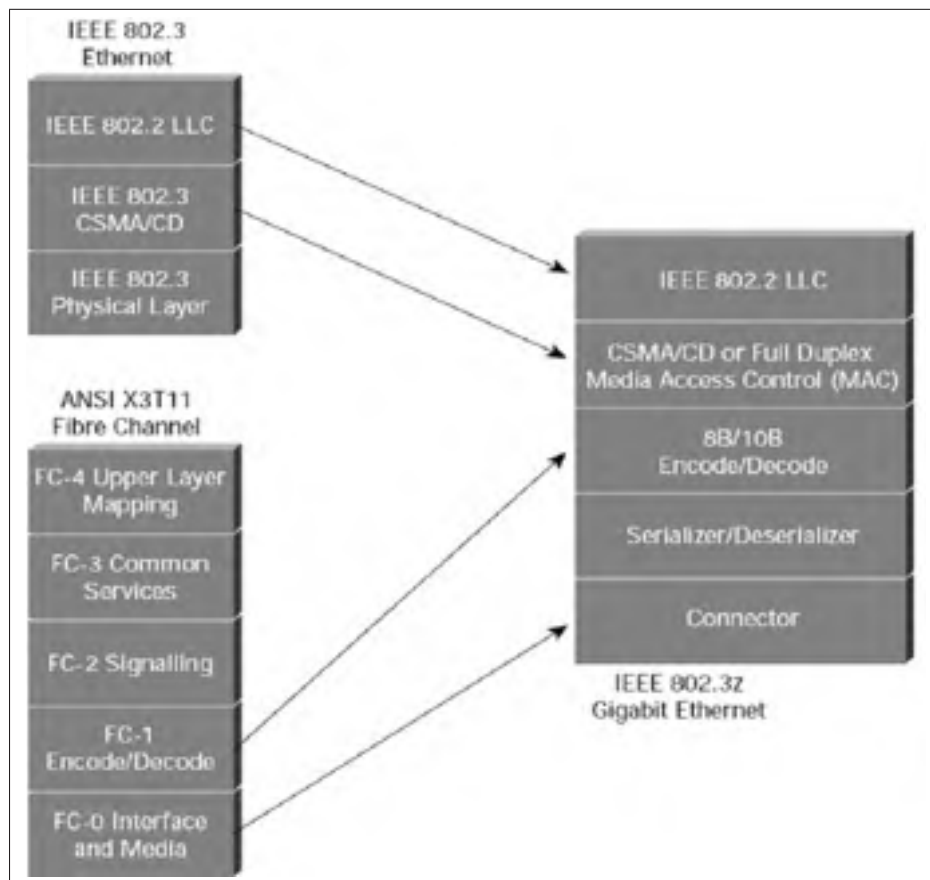 IEEE 802.3
Ethernet
IEEE 802.2 LLC
IEEE 802.3
CSMA/CD
IEEE 802.3
Physical Layer
ANSI X3T11
Fibre Channel
FC-4 Upper Layer
Mapping
FC-3 Common
Services
FC-2 Signalling
FC-1
Encode/Decode
FC-0 Interface
and Media
IEEE 802.2 LLC
CSMA/CD or Full Duplex
Media Access Control (MAC)
8B/10B
Encode/Decode
Serializer/Deserializer
Connector
IEEE 802.3z
Gigabit Ethernet